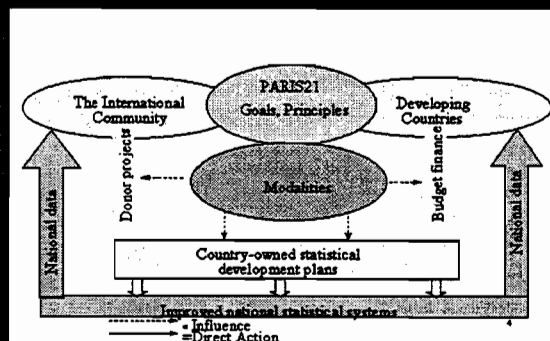 PARIS21
Goals, Principles
The International
Community
Developing
Countries
Donor projects
Modalities
Budget finance
National data
National data
Country-owned statistical
development plans
Improved national statistical systems
= Influence
=Direct Action
4